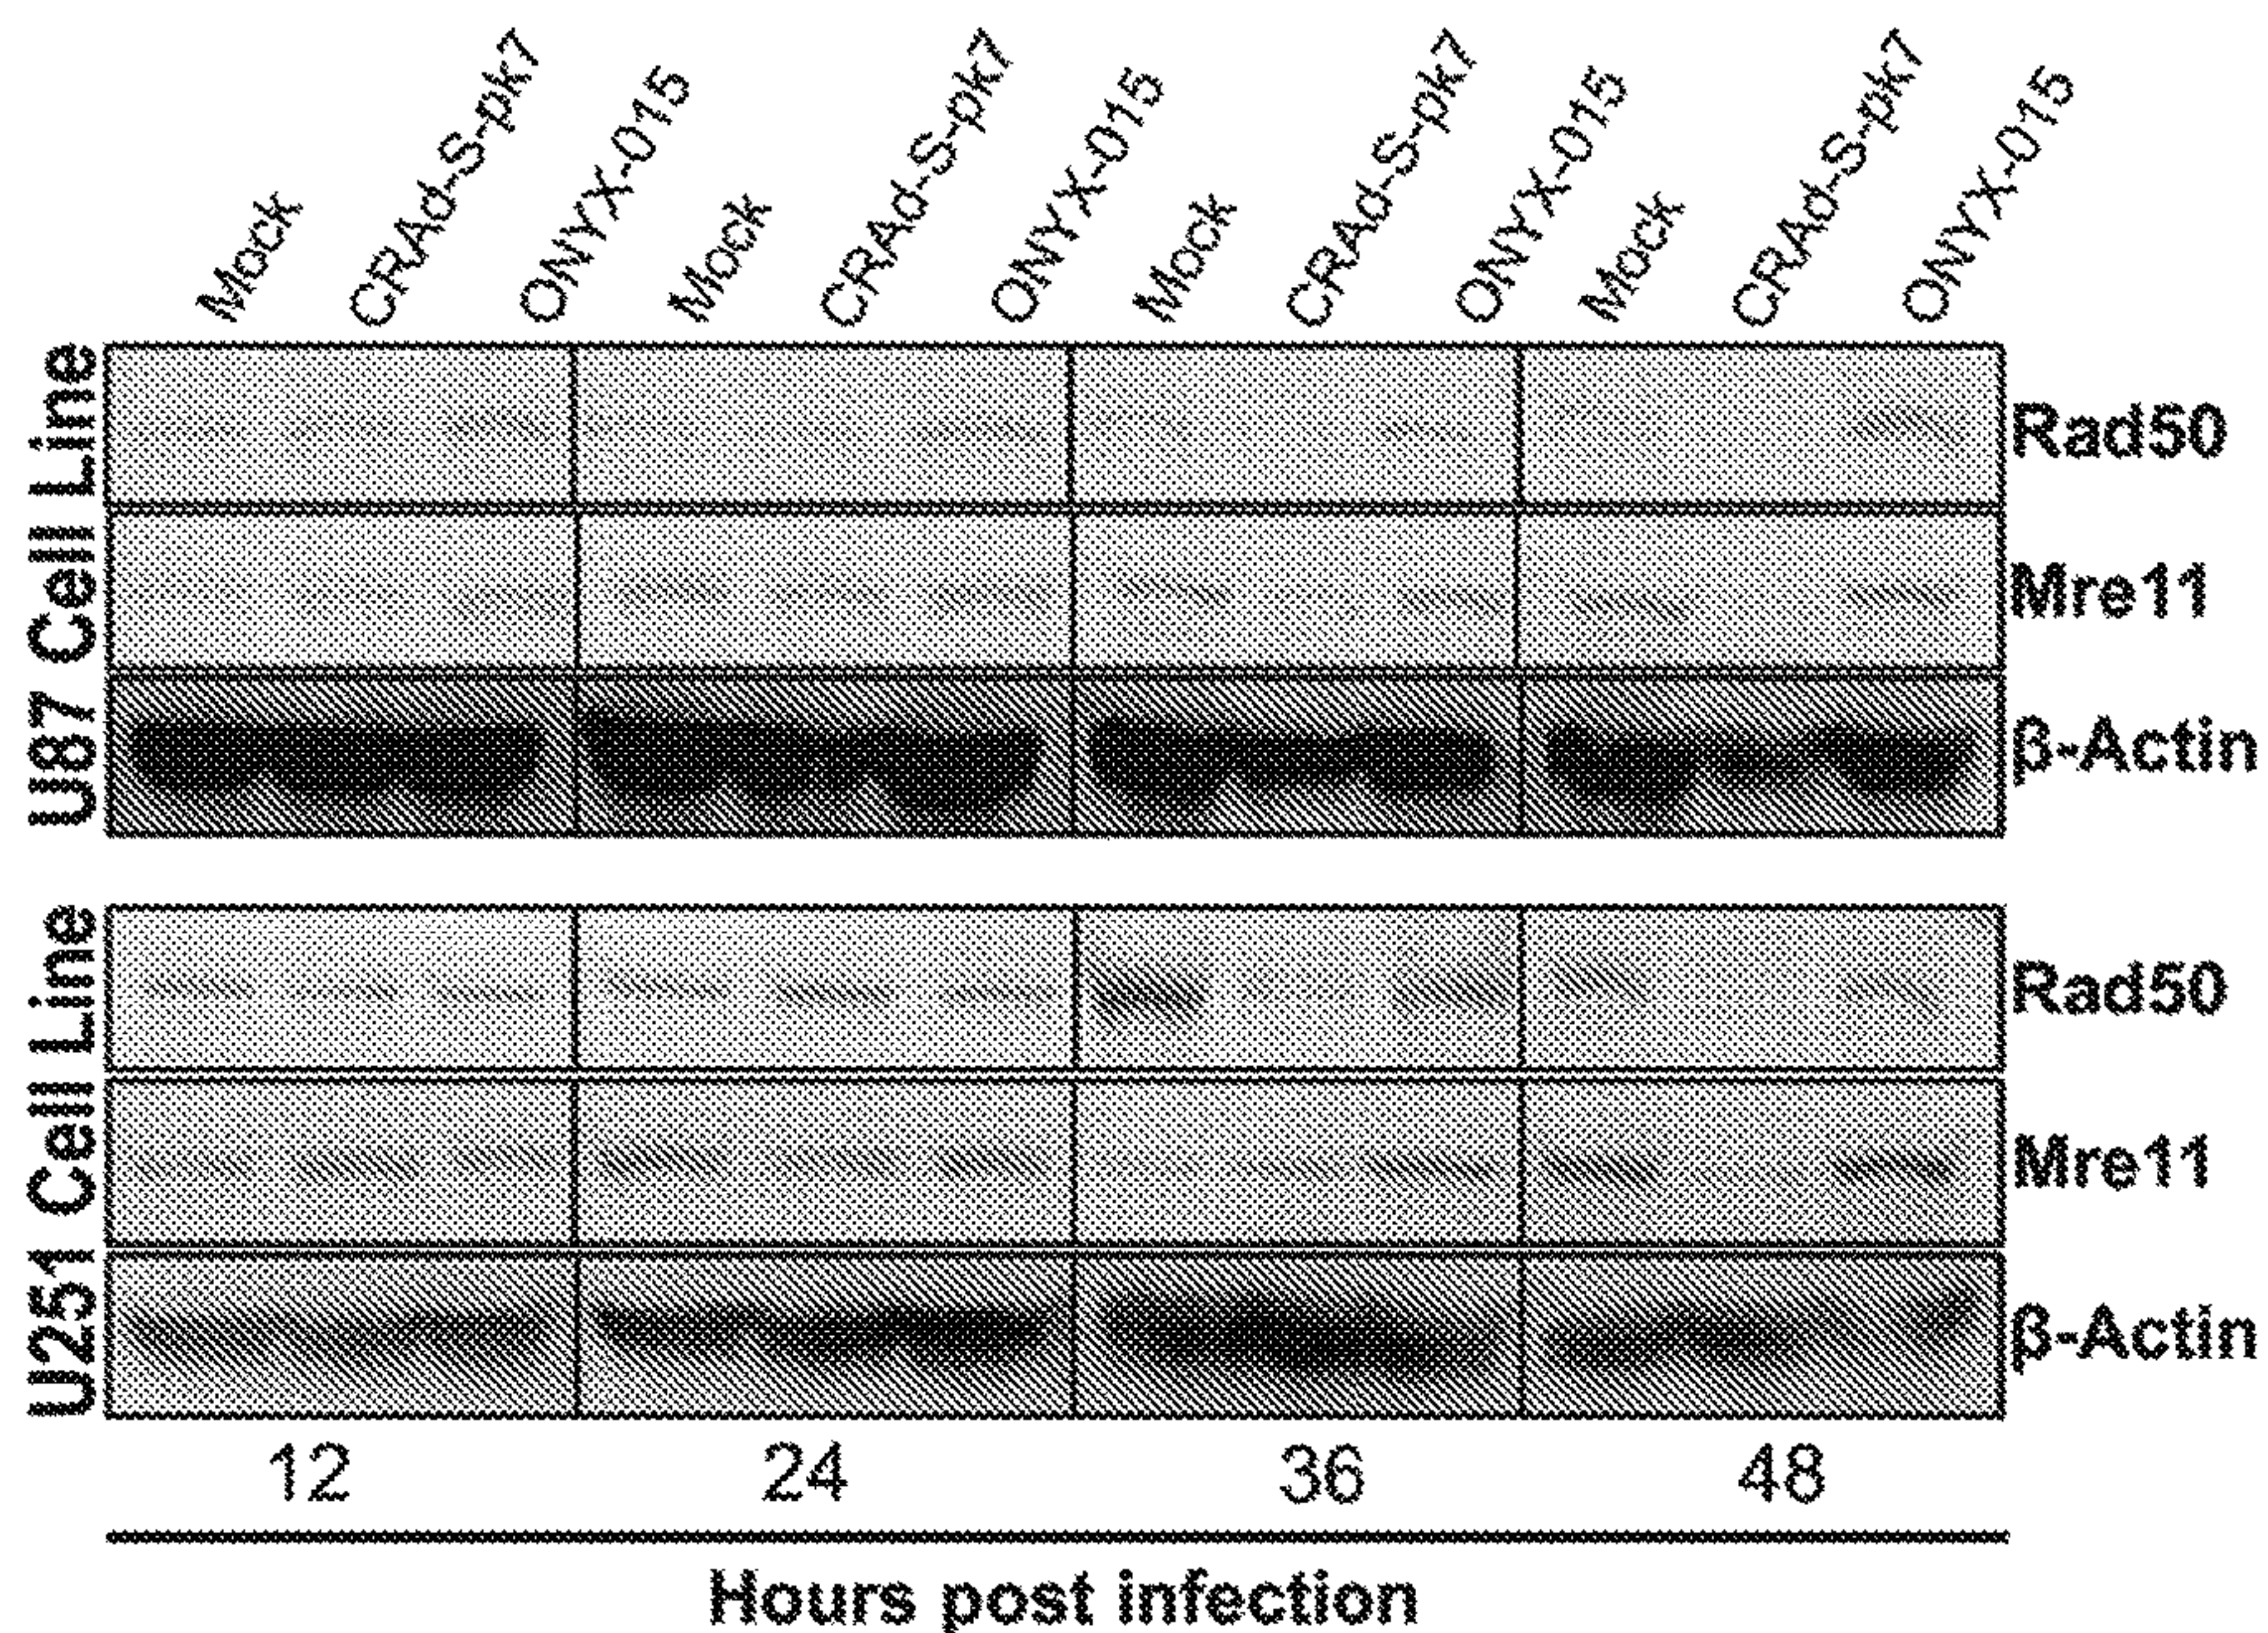 Mock CRAd-S-pk7 ONYX-015 Mock CRAd-S-pk7 ONYX-015 Mock CRAd-S-pk7 ONYX-015 Mock CRAd-S-pk7 ONYX-015
U87 Cell Line
Rad50
Mre11
β-Actin
U251 Cell Line
Rad50
Mre11
β-Actin
12 24 36 48
Hours post infection